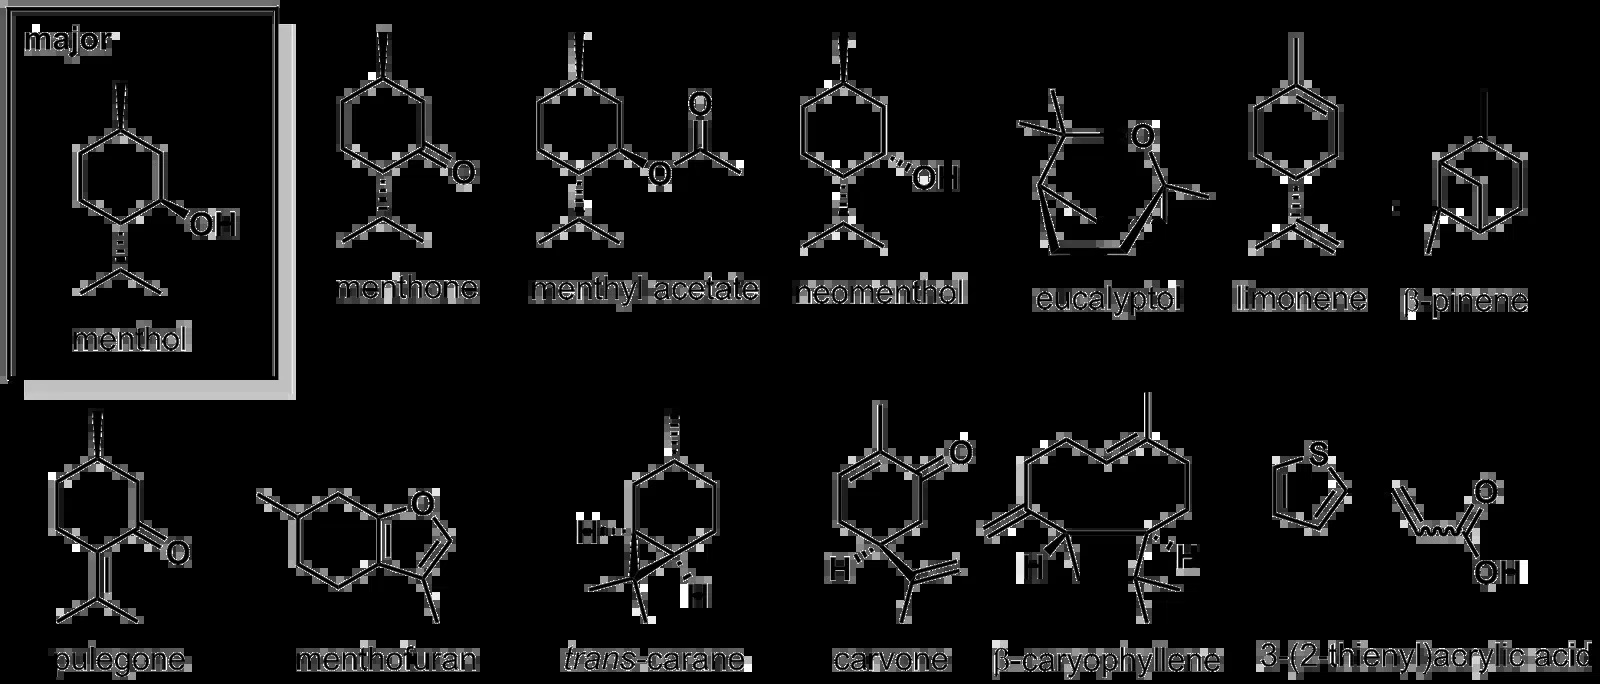 major
O
O
O
OH
O
OH
O
menthone
menthyl acetate
neomenthol
eucalyptol
limonene
β-pinene
menthol
S
O
O
O
H
O
H
H
H
H
H
OH
pulegone
menthofuran
trans-carane
carvone
β-caryophyllene
3-(2-thienyl)acrylic acid